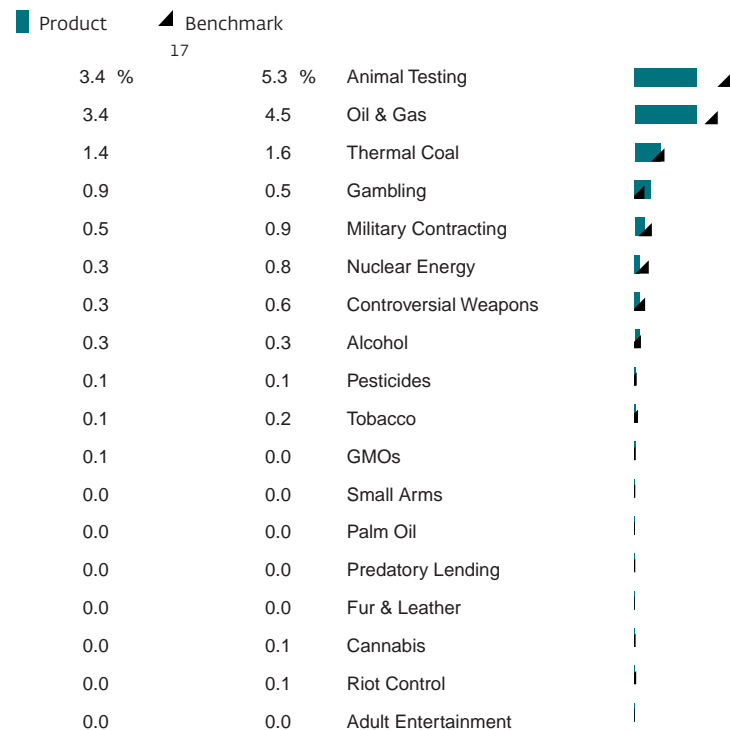 Product Benchmark
17
3.4 % 5.3 % Animal Testing
3.4 4.5 Oil & Gas
1.4 1.6 Thermal Coal
0.9 0.5 Gambling
0.5 0.9 Military Contracting
0.3 0.8 Nuclear Energy
0.3 0.6 Controversial Weapons
0.3 0.3 Alcohol
0.1 0.1 Pesticides
0.1 0.2 Tobacco
0.1 0.0 GMOs
0.0 0.0 Small Arms
0.0 0.0 Palm Oil
0.0 0.0 Predatory Lending
0.0 0.0 Fur & Leather
0.0 0.1 Cannabis
0.0 0.1 Riot Control
0.0 0.0 Adult Entertainment